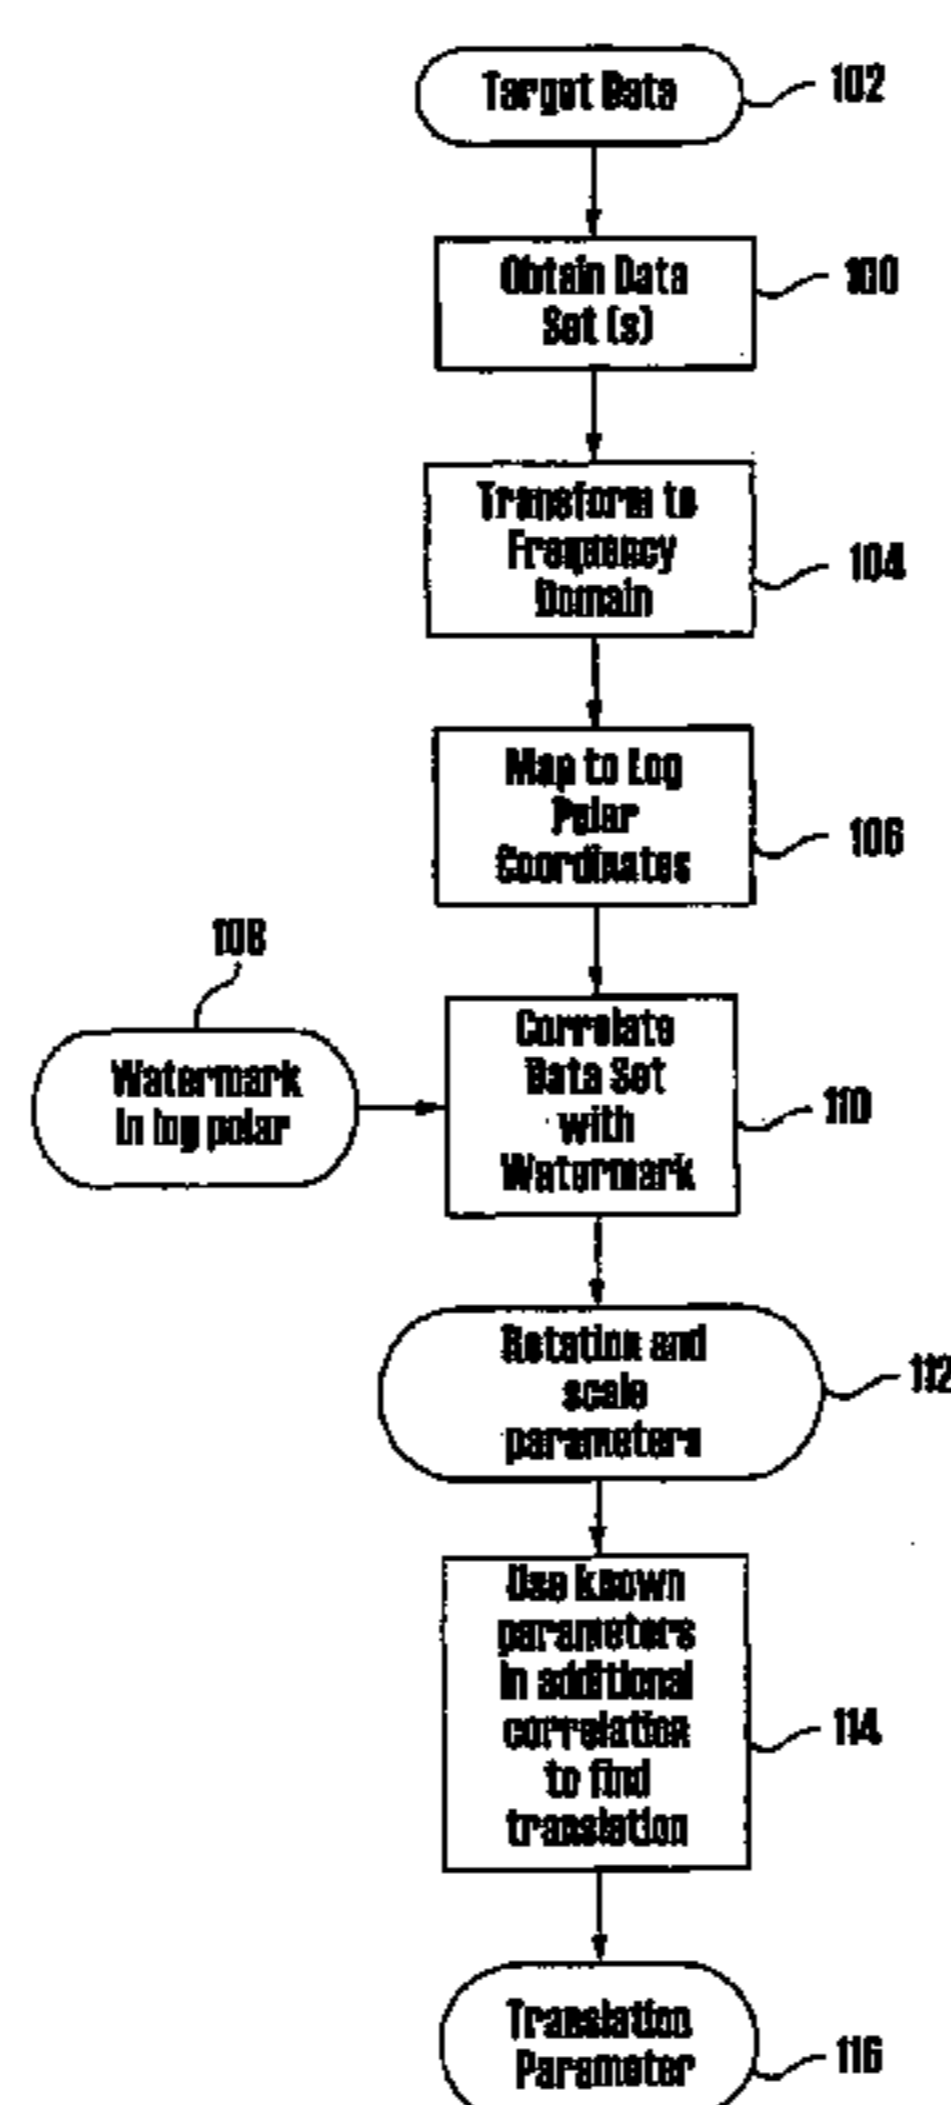 Target Data
102
Obtain Data
Set (s)
100
Transform to
Frequency
Domain
104
Map to Log
Polar
Coordinates
106
108
Watermark
in log polar
Correlate
Data Set
with
Watermark
110
Rotation and
scale
parameters
112
Use known
parameters
in additional
correlation
to find
translation
114
Translation
Parameter
116